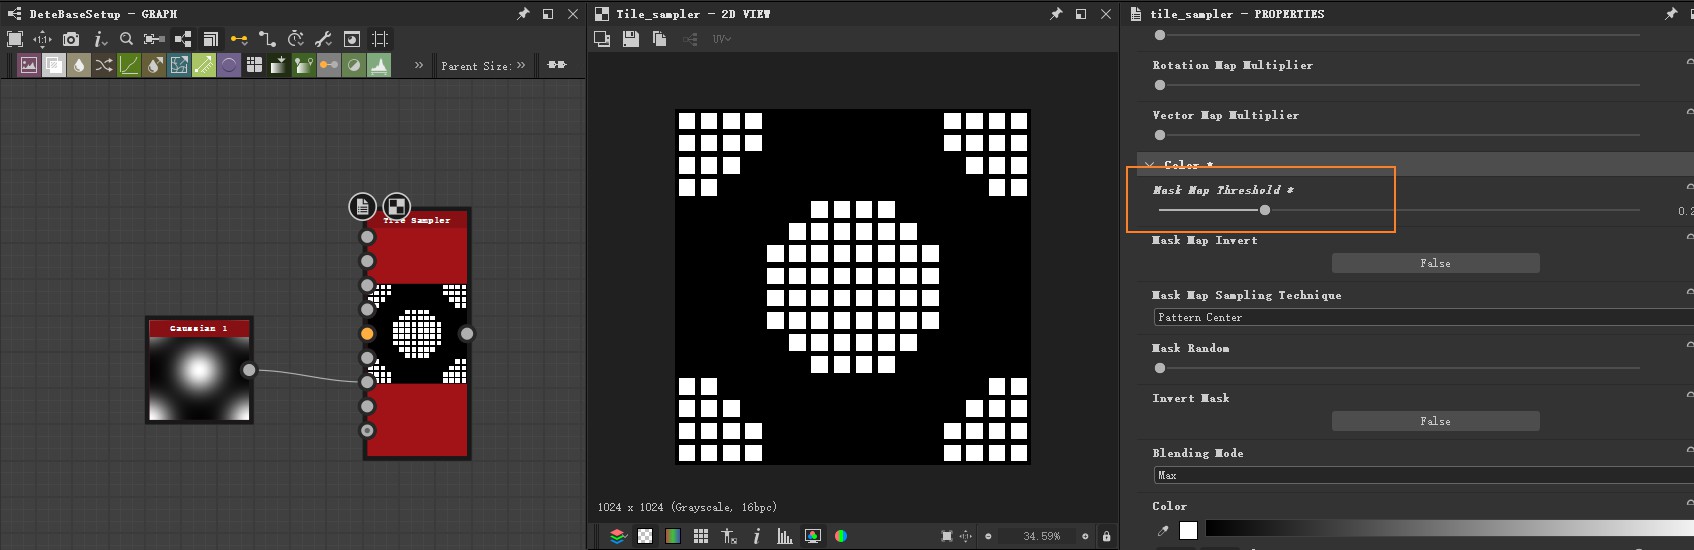 DeteBaseSetup - GRAPH
1:1
Parent Size: »
Gaussian 1
Tile Sampler
Tile_sampler - 2D VIEW
UV
1024 x 1024 (Grayscale, 16bpc)
34.59%
tile_sampler - PROPERTIES
Rotation Map Multiplier
Vector Map Multiplier
Color *
Mask Map Threshold *
Mask Map Invert
False
Mask Map Sampling Technique
Pattern Center
Mask Random
Invert Mask
False
Blending Mode
Max
Color